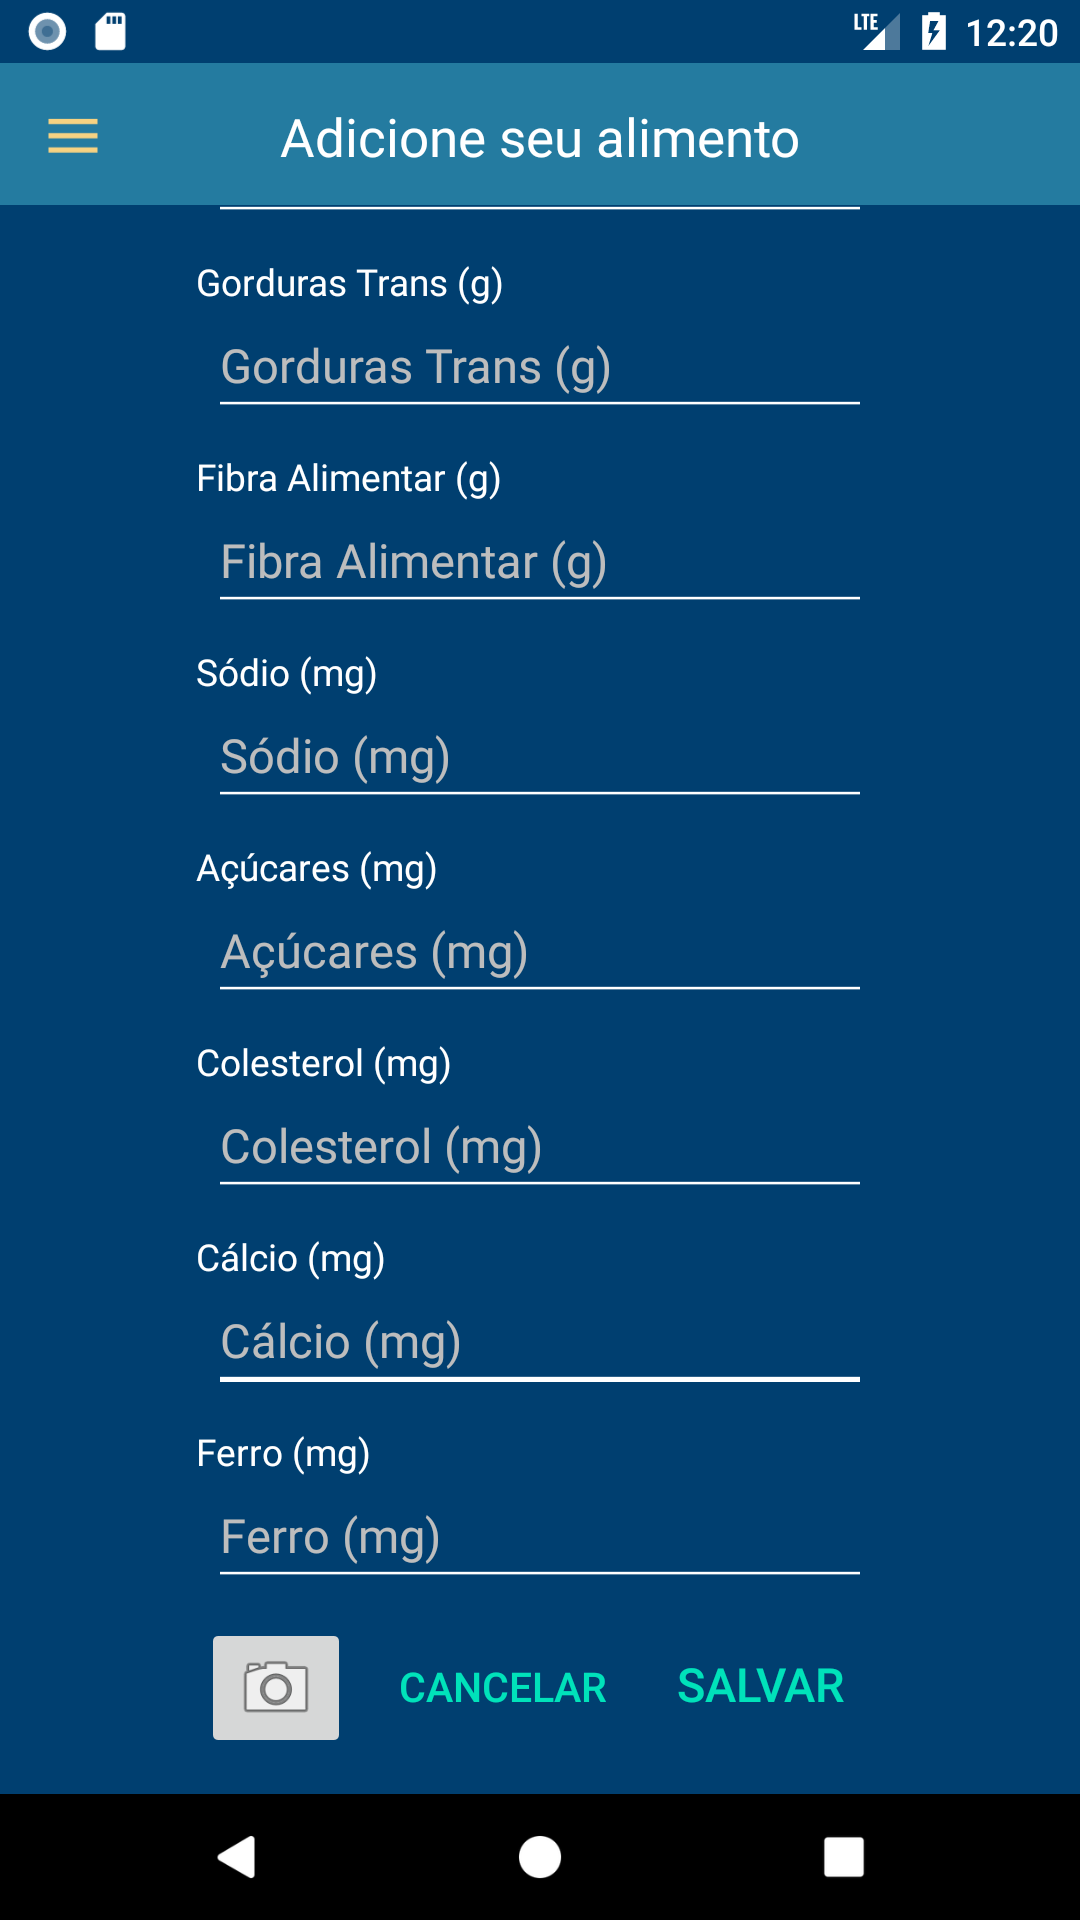 LTE 12:20
Adicione seu alimento
Gorduras Trans (g)
Gorduras Trans (g)
Fibra Alimentar (g)
Fibra Alimentar (g)
Sódio (mg)
Sódio (mg)
Açúcares (mg)
Açúcares (mg)
Colesterol (mg)
Colesterol (mg)
Cálcio (mg)
Cálcio (mg)
Ferro (mg)
Ferro (mg)
CANCELAR SALVAR